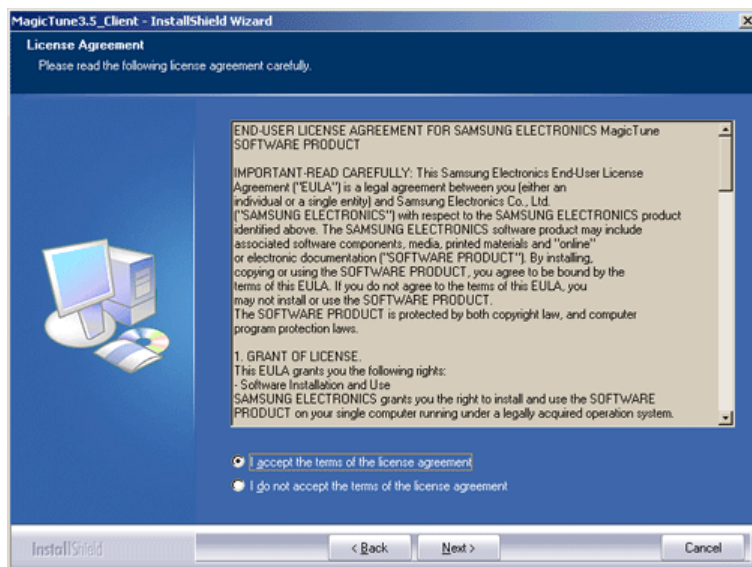 MagicTune3.5_Client - InstallShield Wizard
License Agreement
Please read the following license agreement carefully.
END-USER LICENSE AGREEMENT FOR SAMSUNG ELECTRONICS MagicTune
SOFTWARE PRODUCT
IMPORTANT-READ CAREFULLY: This Samsung Electronics End-User License
Agreement ("EULA") is a legal agreement between you (either an
individual or a single entity) and Samsung Electronics Co., Ltd.
("SAMSUNG ELECTRONICS") with respect to the SAMSUNG ELECTRONICS product
identified above. The SAMSUNG ELECTRONICS software product may include
associated software components, media, printed materials and "online"
or electronic documentation ("SOFTWARE PRODUCT"). By installing,
copying or using the SOFTWARE PRODUCT, you agree to be bound by the
terms of this EULA. If you do not agree to the terms of this EULA, you
may not install or use the SOFTWARE PRODUCT.
The SOFTWARE PRODUCT is protected by both copyright law, and computer
program protection laws.
1. GRANT OF LICENSE.
This EULA grants you the following rights:
- Software Installation and Use
SAMSUNG ELECTRONICS grants you the right to install and use the SOFTWARE
PRODUCT on your single computer running under a legally acquired operation system.
I accept the terms of the license agreement
I do not accept the terms of the license agreement
InstallShield
< Back
Next >
Cancel